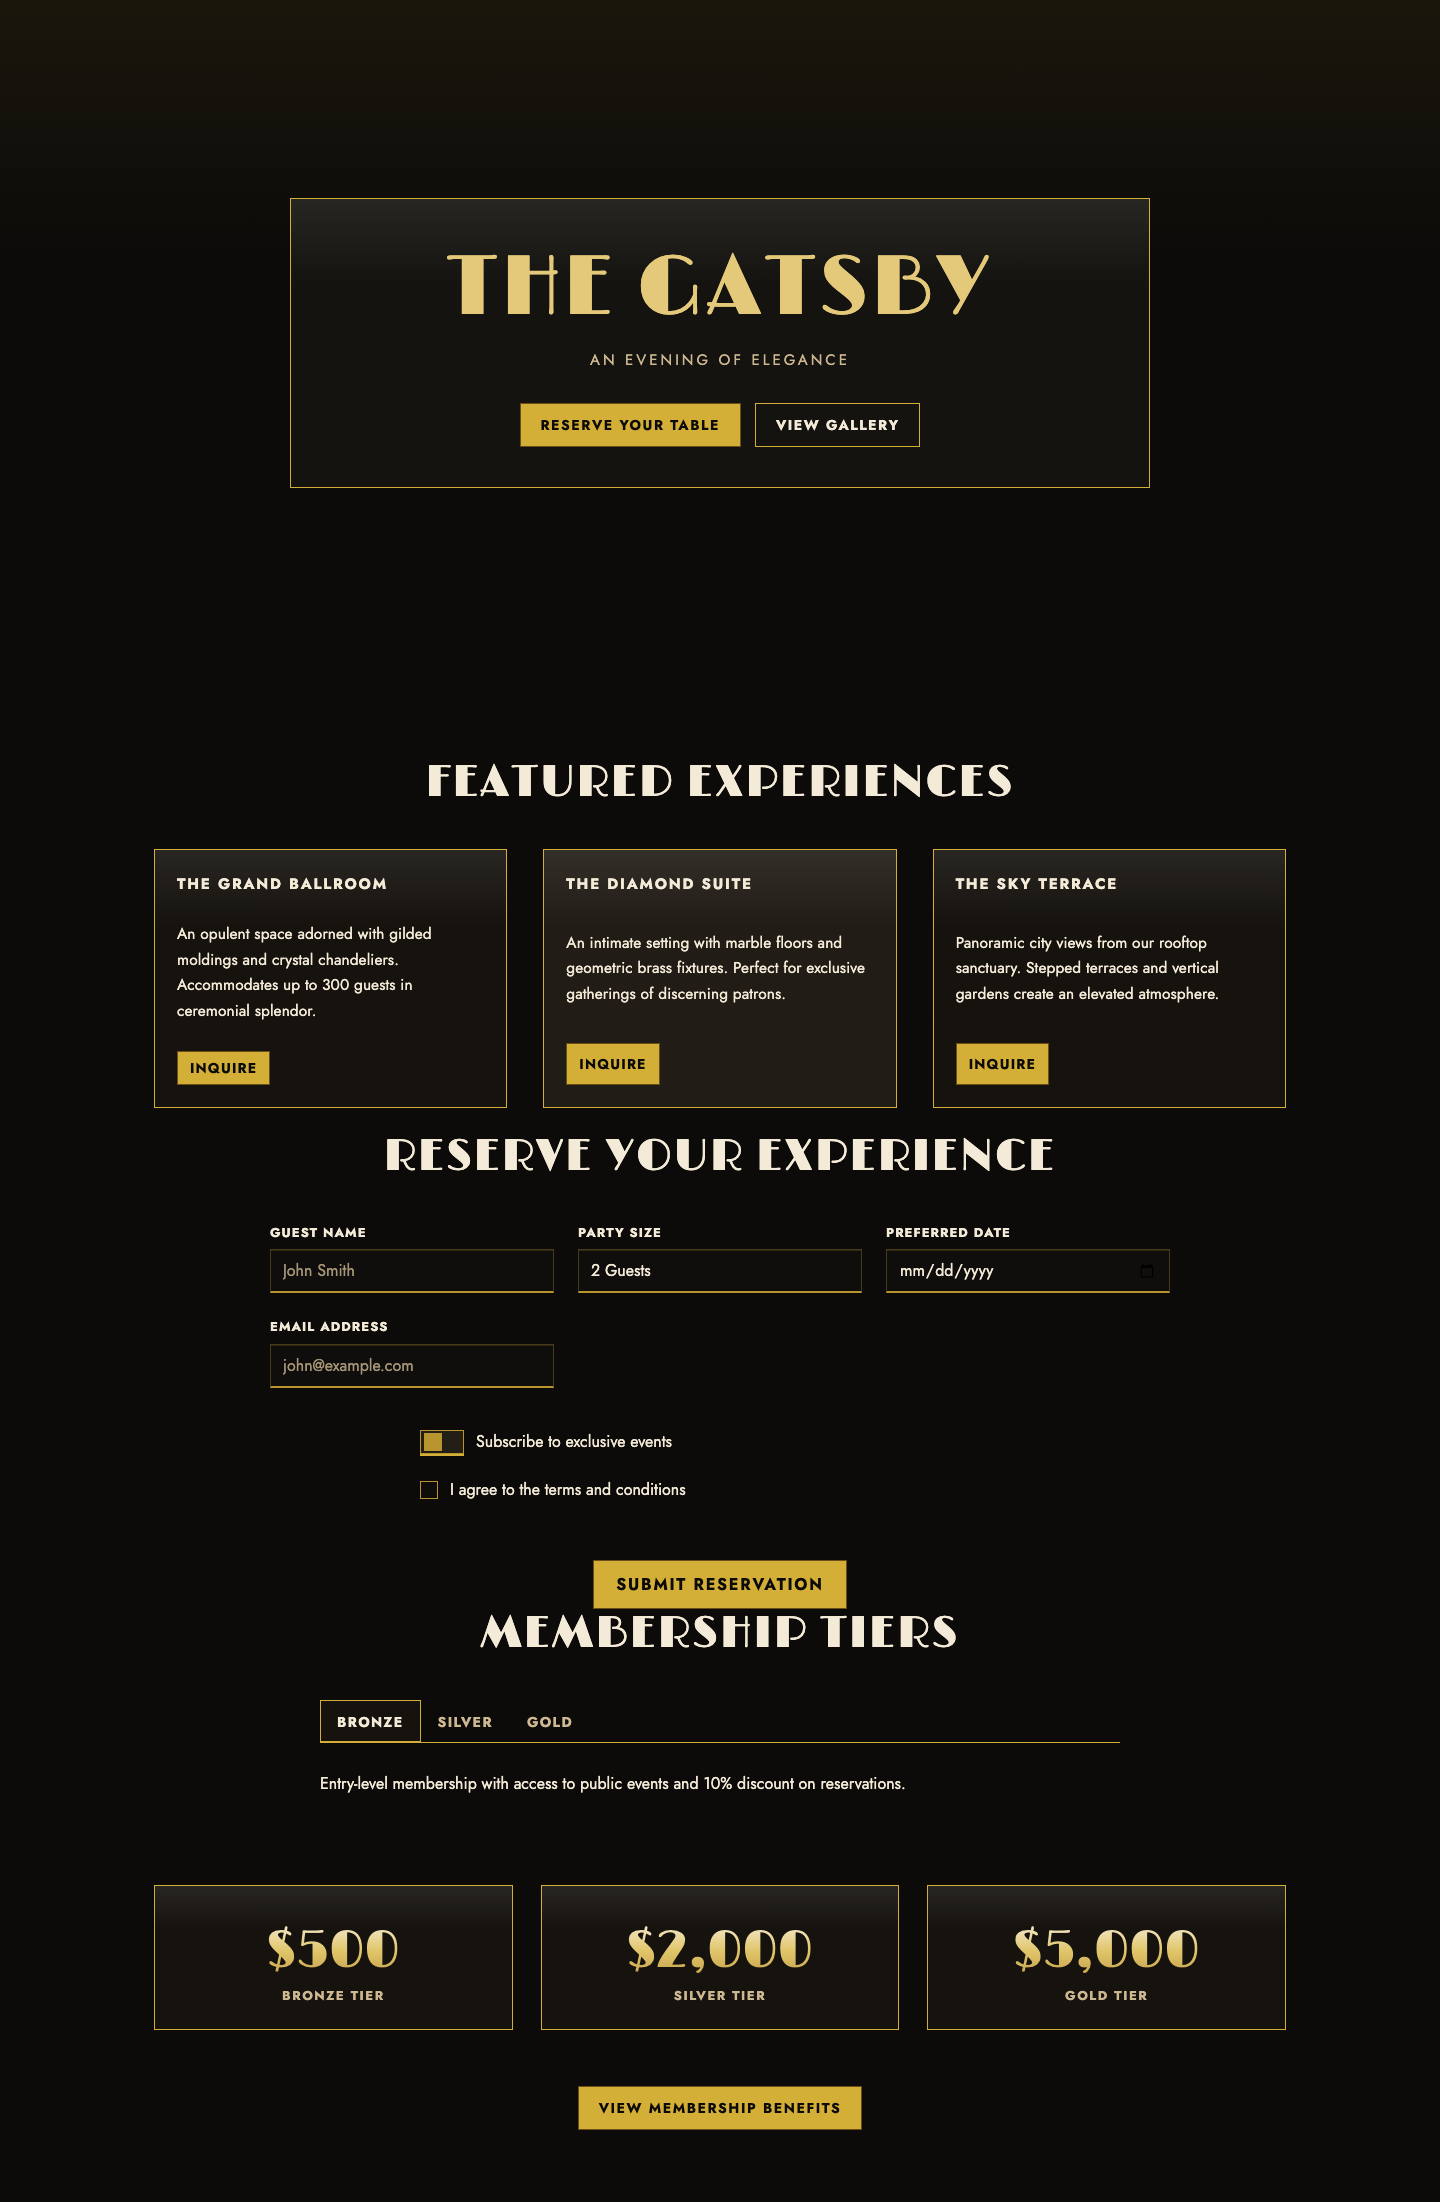 THE GATSBY
AN EVENING OF ELEGANCE
RESERVE YOUR TABLE
VIEW GALLERY
FEATURED EXPERIENCES
THE GRAND BALLROOM
An opulent space adorned with gilded
moldings and crystal chandeliers.
Accommodates up to 300 guests in
ceremonial splendor.
INQUIRE
THE DIAMOND SUITE
An intimate setting with marble floors and
geometric brass fixtures. Perfect for exclusive
gatherings of discerning patrons.
INQUIRE
THE SKY TERRACE
Panoramic city views from our rooftop
sanctuary. Stepped terraces and vertical
gardens create an elevated atmosphere.
INQUIRE
RESERVE YOUR EXPERIENCE
GUEST NAME
John Smith
PARTY SIZE
2 Guests
PREFERRED DATE
mm/dd/yyyy
EMAIL ADDRESS
john@example.com
Subscribe to exclusive events
I agree to the terms and conditions
SUBMIT RESERVATION
MEMBERSHIP TIERS
BRONZE
SILVER
GOLD
Entry-level membership with access to public events and 10% discount on reservations.
$500
BRONZE TIER
$2,000
SILVER TIER
$5,000
GOLD TIER
VIEW MEMBERSHIP BENEFITS